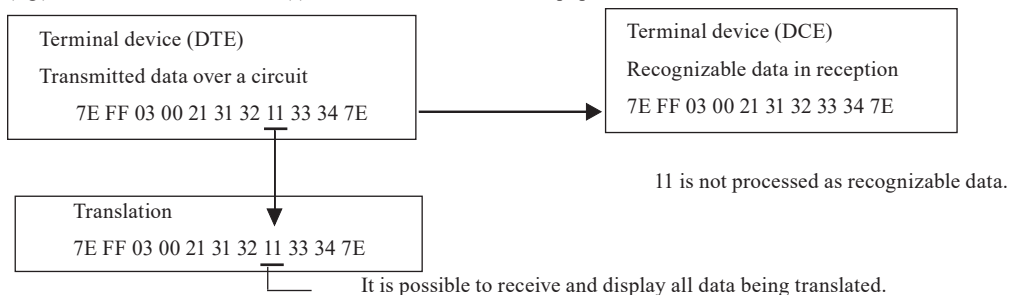 Terminal device (DTE)
Transmitted data over a circuit
7E FF 03 00 21 31 32 11 33 34 7E
Terminal device (DCE)
Recognizable data in reception
7E FF 03 00 21 31 32 33 34 7E
11 is not processed as recognizable data.
Translation
7E FF 03 00 21 31 32 11 33 34 7E
It is possible to receive and display all data being translated.